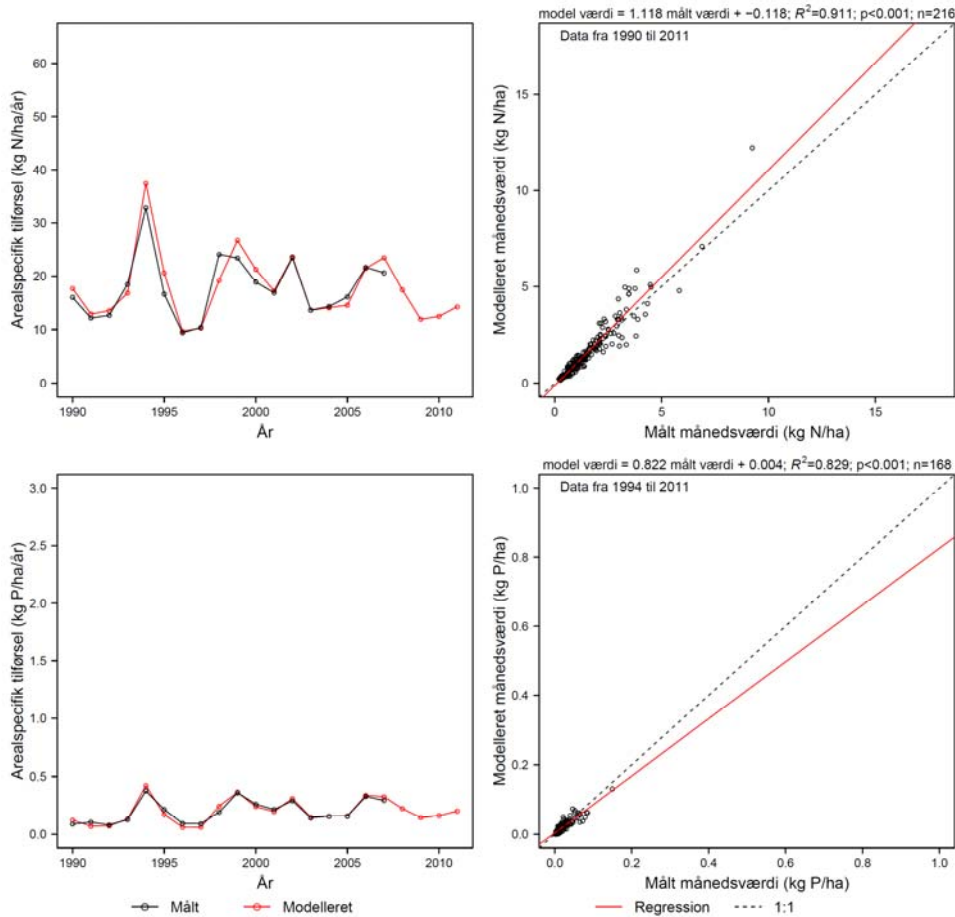 model værdi = 1.118 målt værdi + −0.118; R²=0.911; p<0.001; n=216
Data fra 1990 til 2011
Arealspecifik tilførsel (kg N/ha/år)
60
50
40
30
20
10
0
1990 1995 2000 2005 2010
År
Modelleret månedsværdi (kg N/ha)
15
10
5
0
0 5 10 15
Målt månedsværdi (kg N/ha)
model værdi = 0.822 målt værdi + 0.004; R²=0.829; p<0.001; n=168
Data fra 1994 til 2011
Arealspecifik tilførsel (kg P/ha/år)
3.0
2.5
2.0
1.5
1.0
0.5
0.0
1990 1995 2000 2005 2010
År
Modelleret månedsværdi (kg P/ha)
1.0
0.8
0.6
0.4
0.2
0.0
0.0 0.2 0.4 0.6 0.8 1.0
Målt månedsværdi (kg P/ha)
Målt Modelleret Regression 1:1